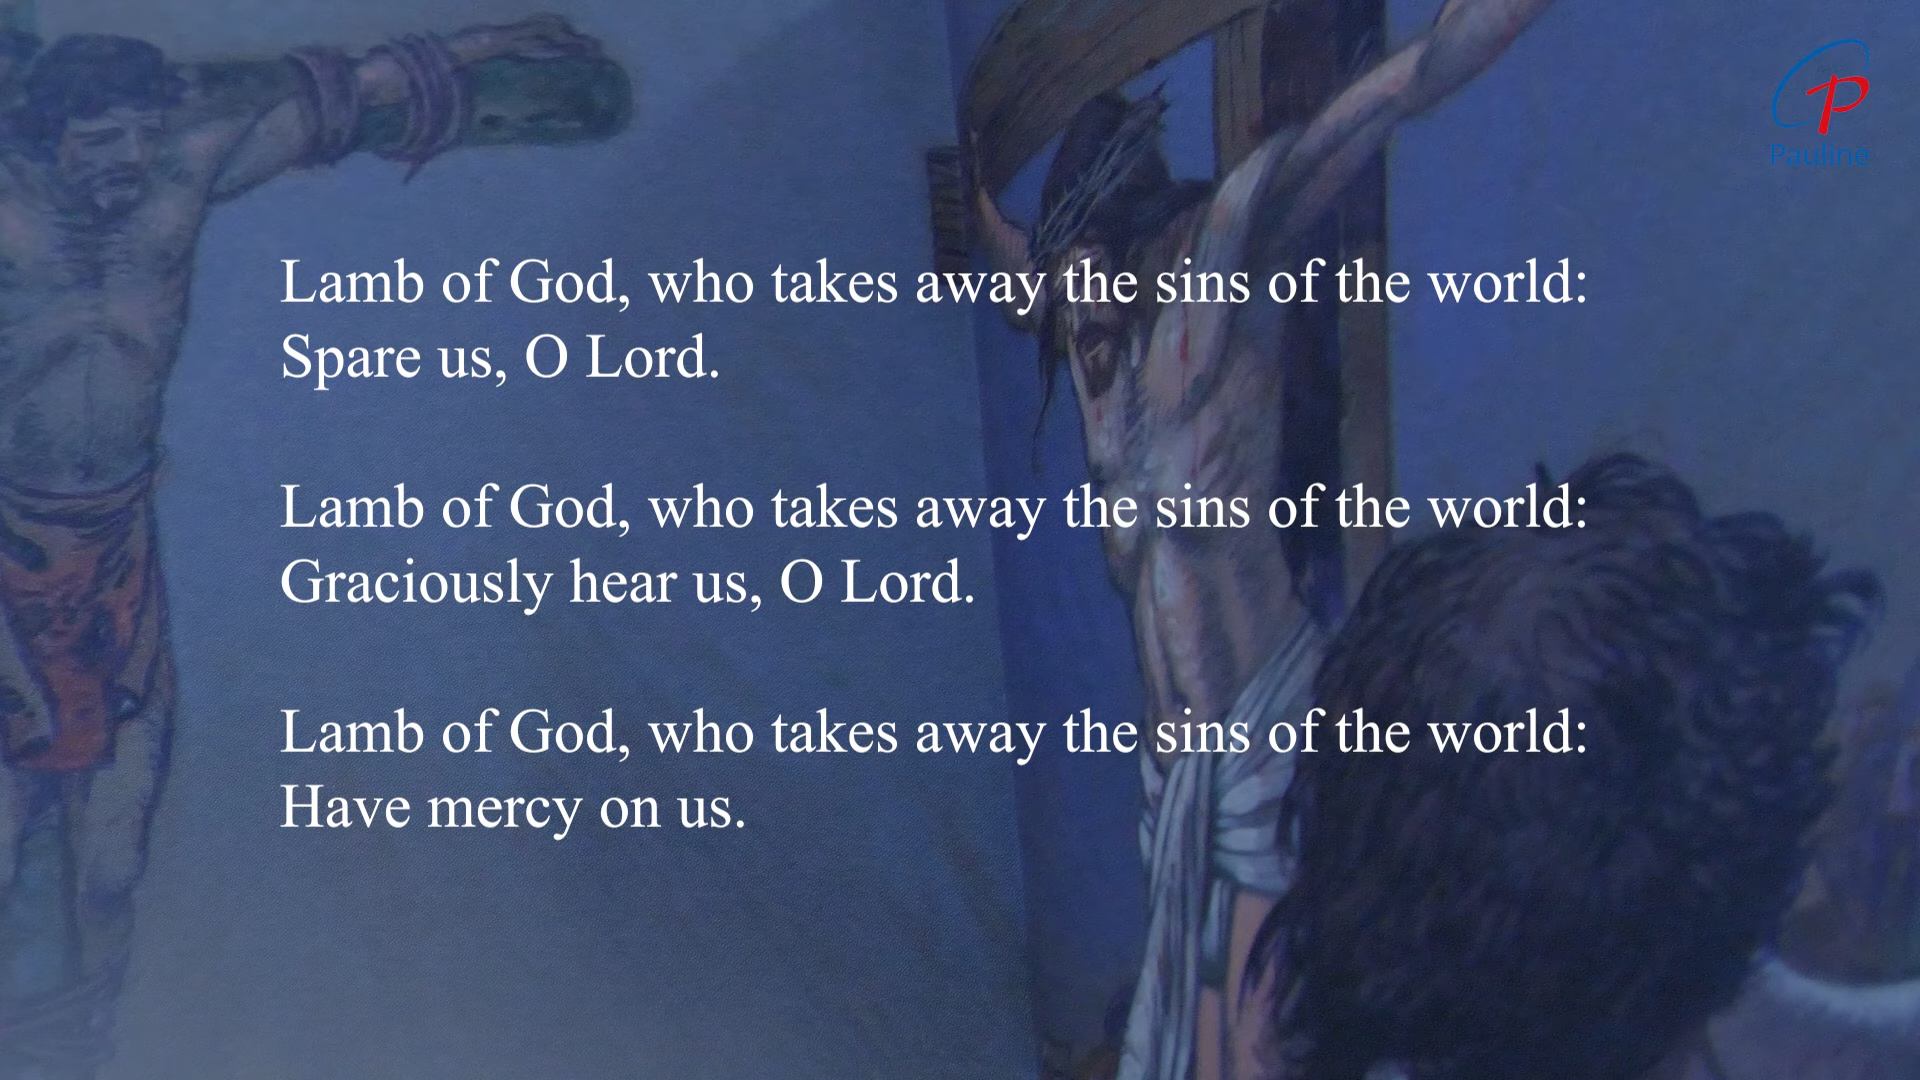 Pauline
Lamb of God, who takes away the sins of the world:
Spare us, O Lord.
Lamb of God, who takes away the sins of the world:
Graciously hear us, O Lord.
Lamb of God, who takes away the sins of the world:
Have mercy on us.